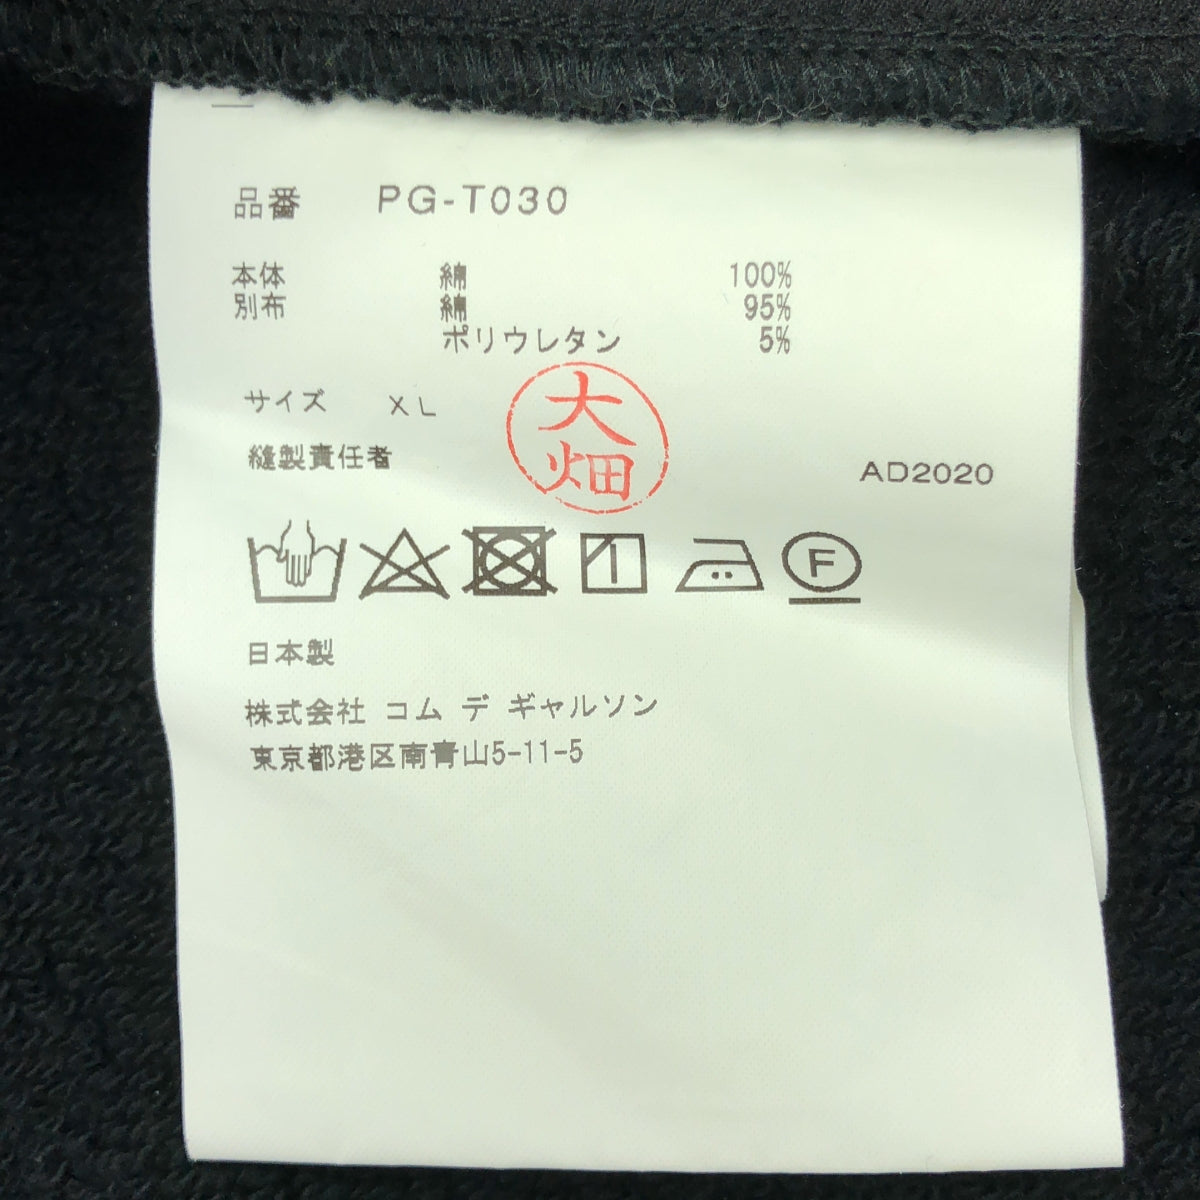 品番 PG-T030
本体 綿 100%
別布 綿 95%
ポリウレタン 5%
サイズ XL
大畑
縫製責任者
AD2020
F
日本製
株式会社 コム デ ギャルソン
東京都港区南青山5-11-5